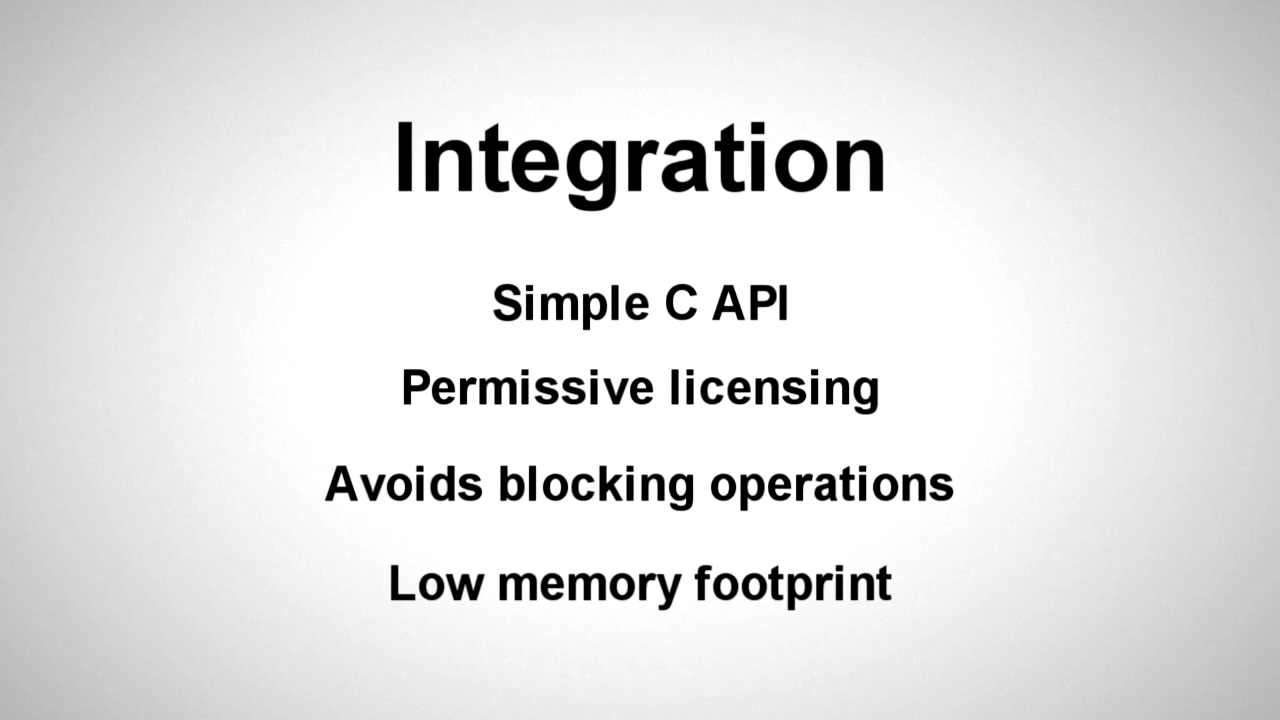 Integration
Simple C API
Permissive licensing
Avoids blocking operations
Low memory footprint